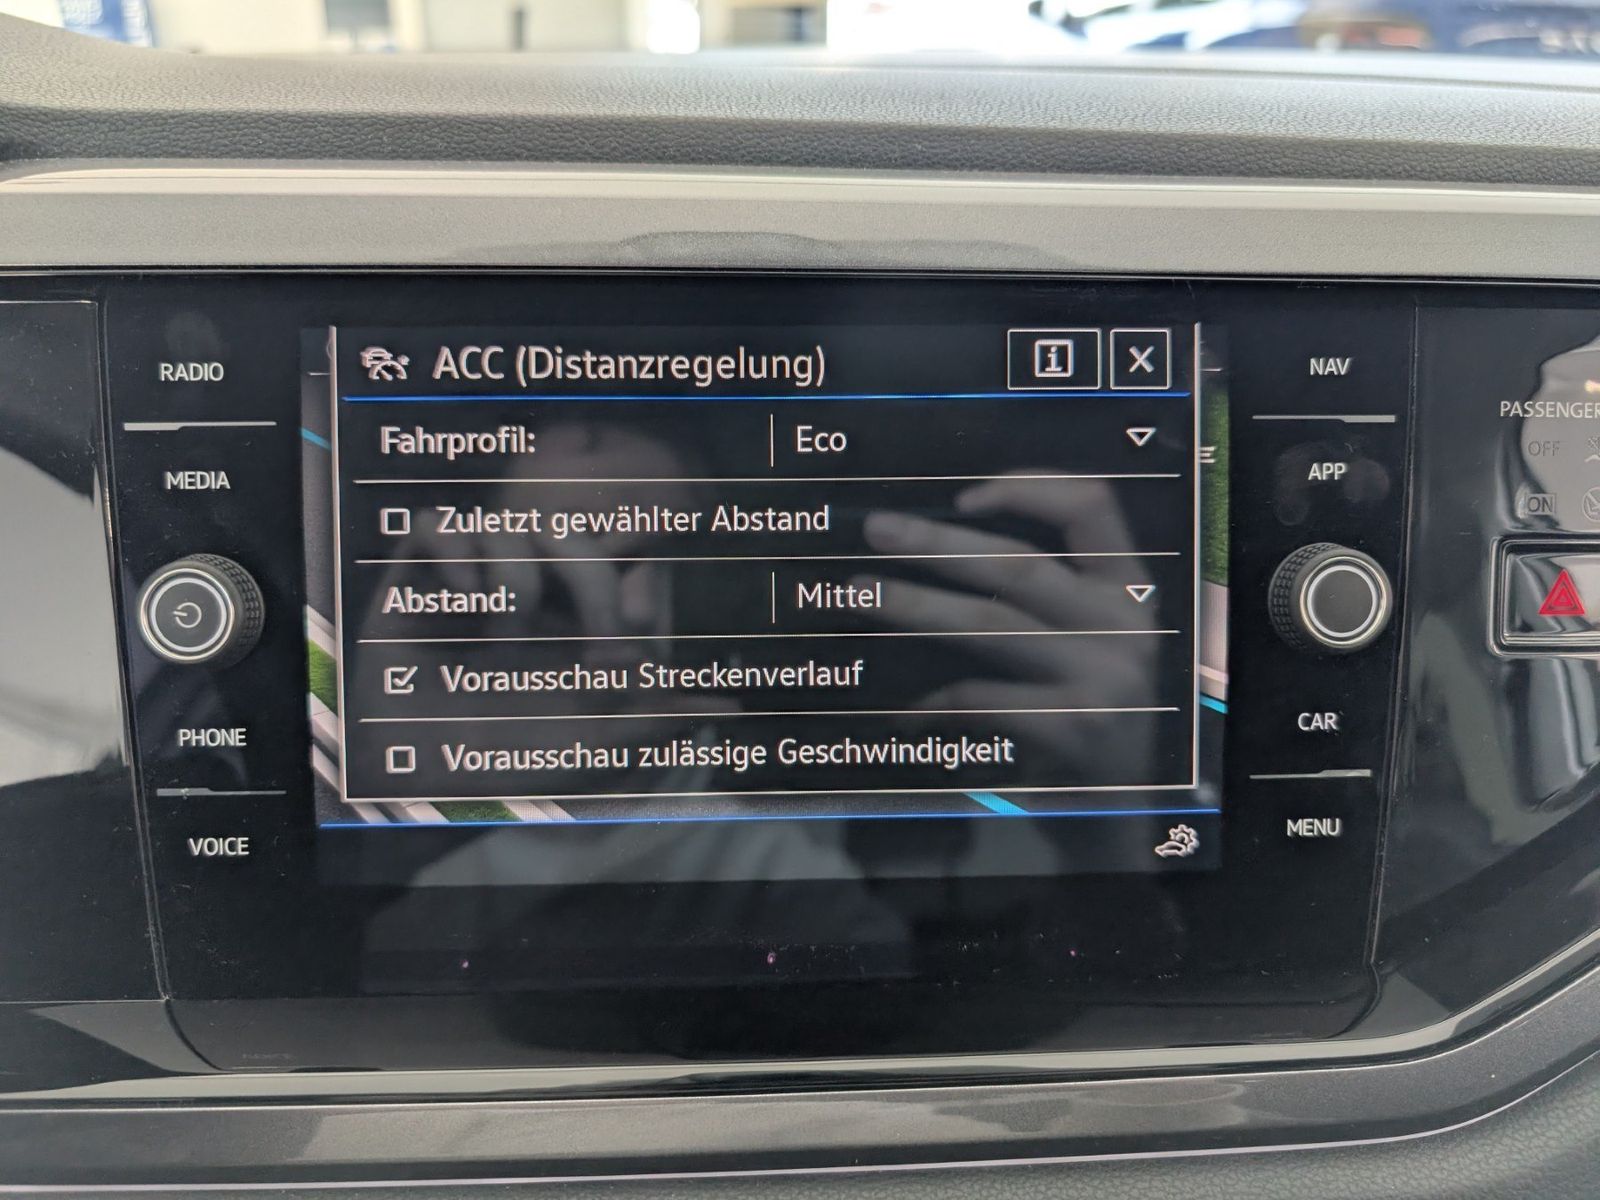 RADIO
MEDIA
PHONE
VOICE
ACC (Distanzregelung)
i X
Fahrprofil: Eco
Zuletzt gewählter Abstand
Abstand: Mittel
Vorausschau Streckenverlauf
Vorausschau zulässige Geschwindigkeit
NAV
APP
CAR
MENU
PASSENGER
OFF
ON